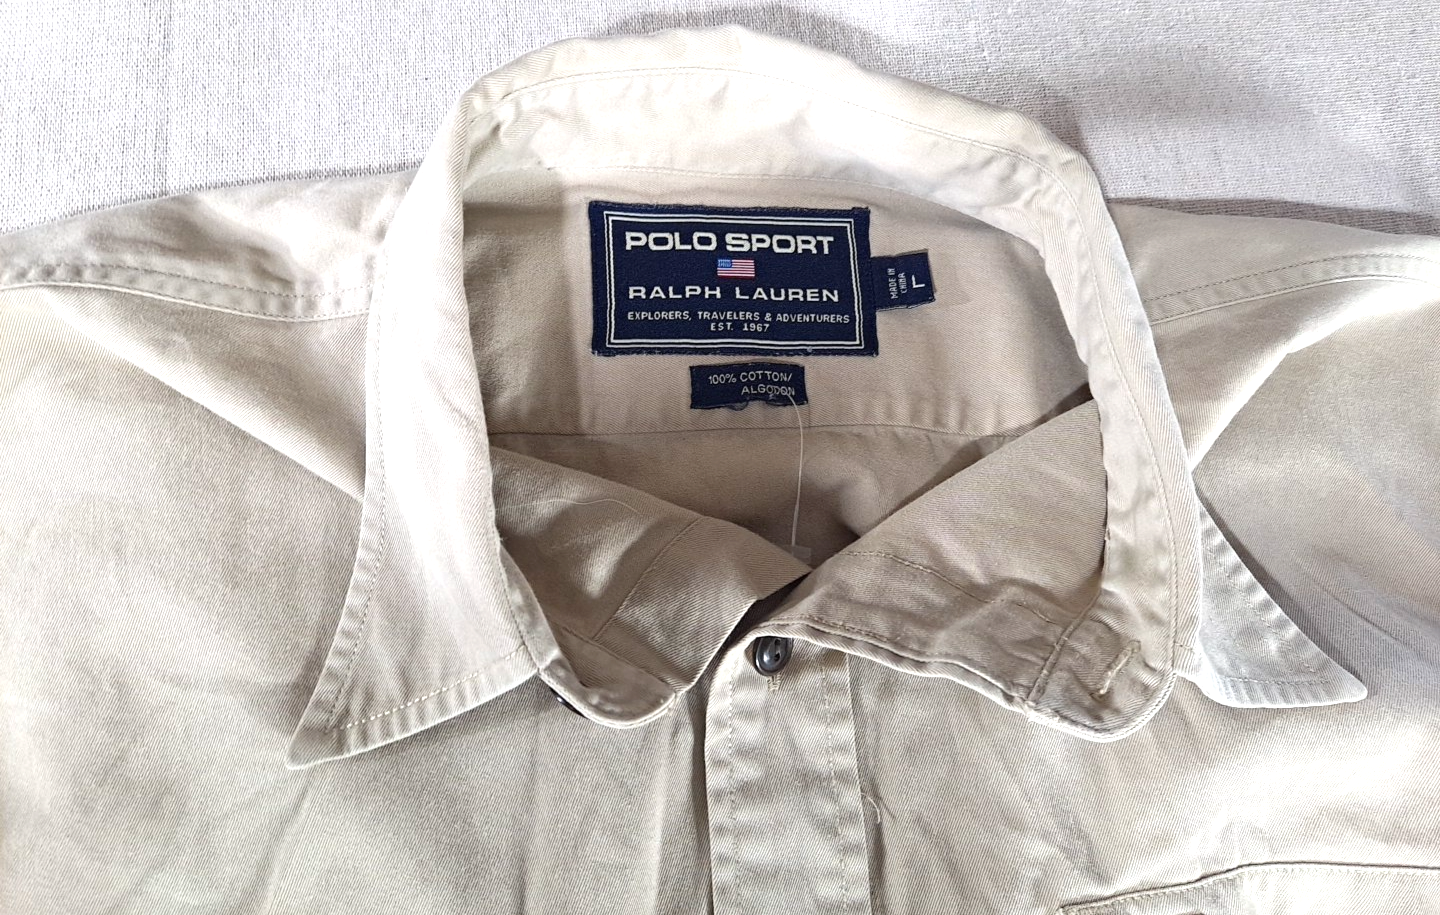 POLO SPORT
RALPH LAUREN
EXPLORERS, TRAVELERS & ADVENTURERS
EST. 1967
MADE IN
CHINA
L
100% COTTON/
ALGODON